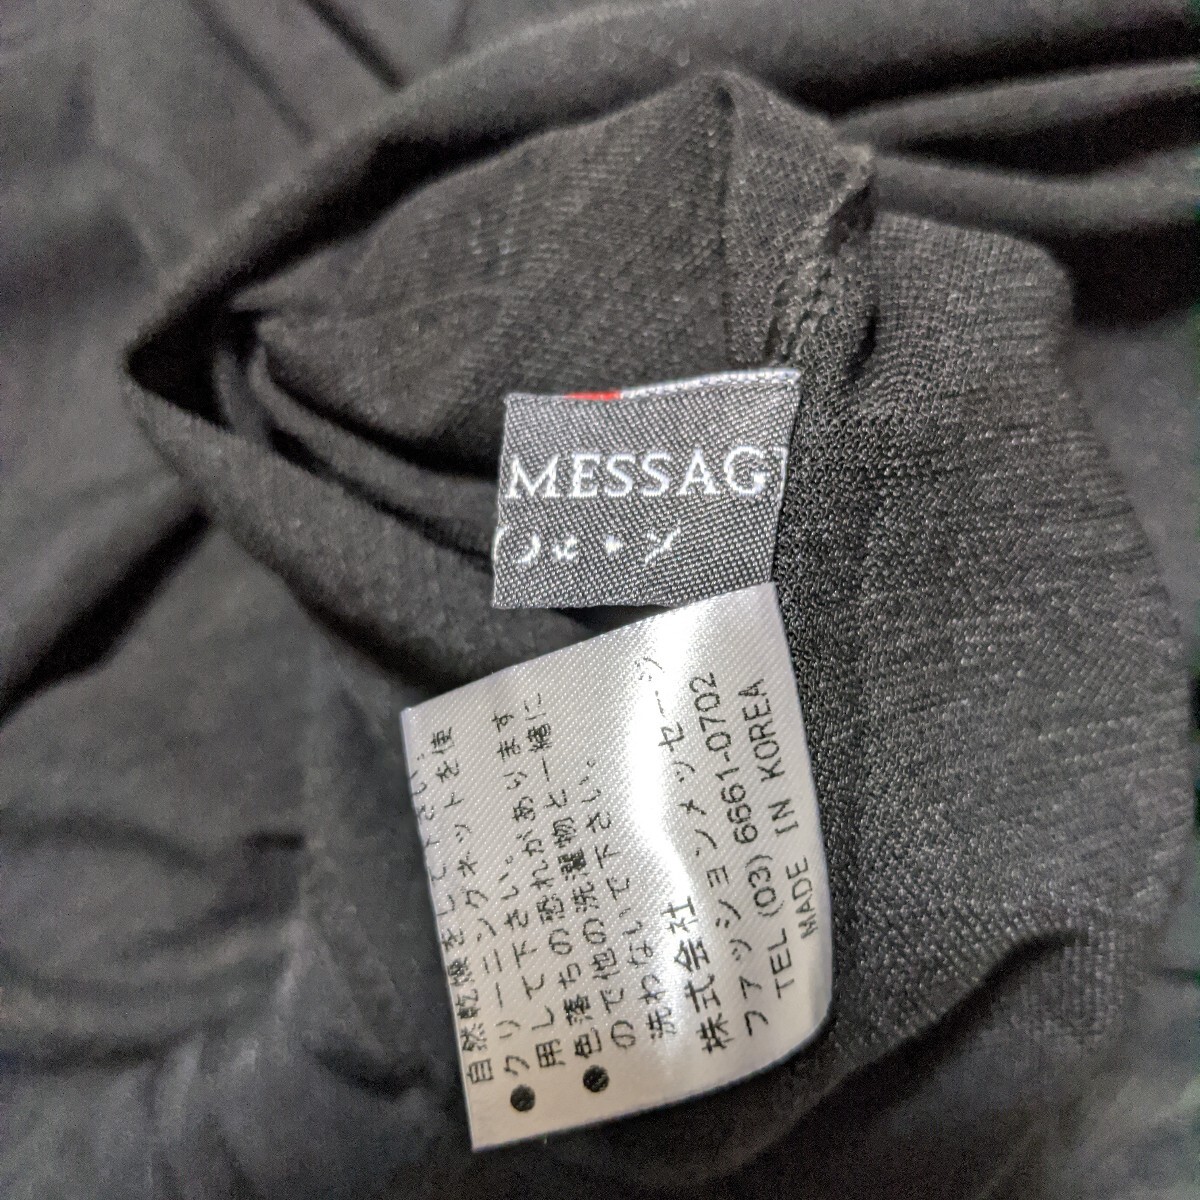 MESSAG
自然乾燥をして下さい。
●クリーニングネットを使
用して下さい。
●色落ちの恐れがあります
ので他の洗濯物と一緒に
洗わないで下さい。
株式会社
ファッションメッセージ
TEL (03) 6661-0702
MADE IN KOREA